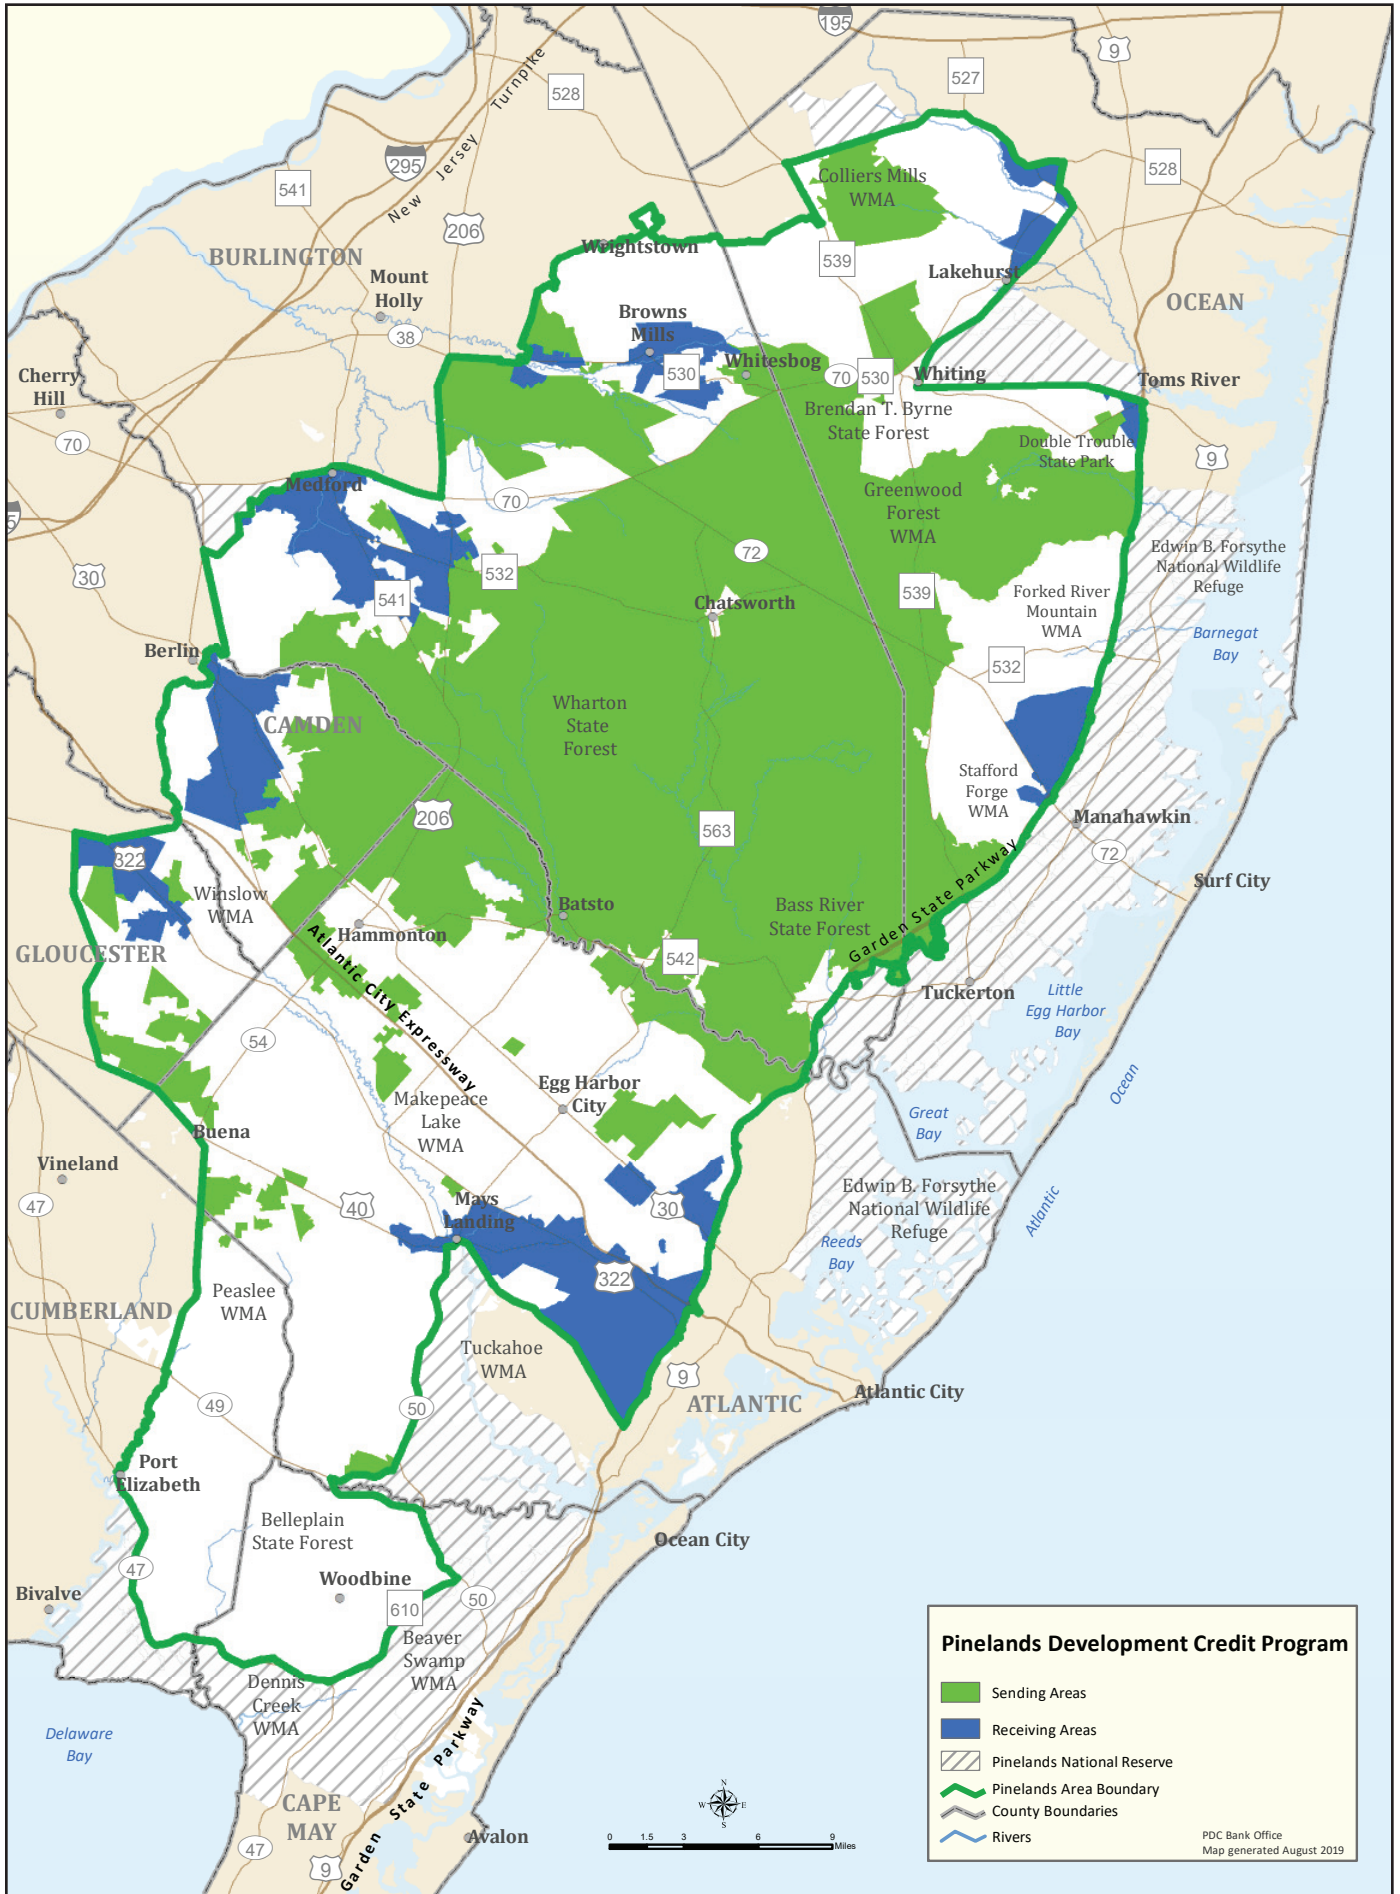 195
9
527
528
New Jersey Turnpike
295
541
528
Colliers Mills
WMA
206
BURLINGTON
Wrightstown
539
Lakehurst
Mount
Holly
OCEAN
38
Browns
Mills
Cherry
Hill
530
Whitesbog
70
530
Whiting
Toms River
Brendan T. Byrne
State Forest
70
Double Trouble
State Park
9
Medford
70
Greenwood
Forest
WMA
5
72
Edwin B. Forsythe
National Wildlife
Refuge
30
532
541
539
Chatsworth
Forked River
Mountain
WMA
Barnegat
Bay
Berlin
532
CAMDEN
Wharton
State
Forest
Stafford
Forge
WMA
206
563
Manahawkin
322
72
Surf City
Winslow
WMA
Batsto
Bass River
State Forest
Garden State Parkway
Hammonton
GLOUCESTER
542
Atlantic City Expressway
Tuckerton
Little
Egg Harbor
Bay
54
Egg Harbor
City
Makepeace
Lake
WMA
Ocean
Great
Bay
Buena
Vineland
47
40
Mays
Landing
30
Edwin B. Forsythe
National Wildlife
Refuge
Atlantic
Reeds
Bay
322
Peaslee
WMA
CUMBERLAND
Tuckahoe
WMA
9
ATLANTIC
Atlantic City
49
50
Port
Elizabeth
Belleplain
State Forest
Ocean City
47
Woodbine
Bivalve
610
50
Beaver
Swamp
WMA
Dennis
Creek
WMA
Delaware
Bay
Garden State Parkway
CAPE
MAY
47
9
Avalon
N
W E
S
0 1.5 3 6 9
Miles
Pinelands Development Credit Program
Sending Areas
Receiving Areas
Pinelands National Reserve
Pinelands Area Boundary
County Boundaries
Rivers
PDC Bank Office
Map generated August 2019